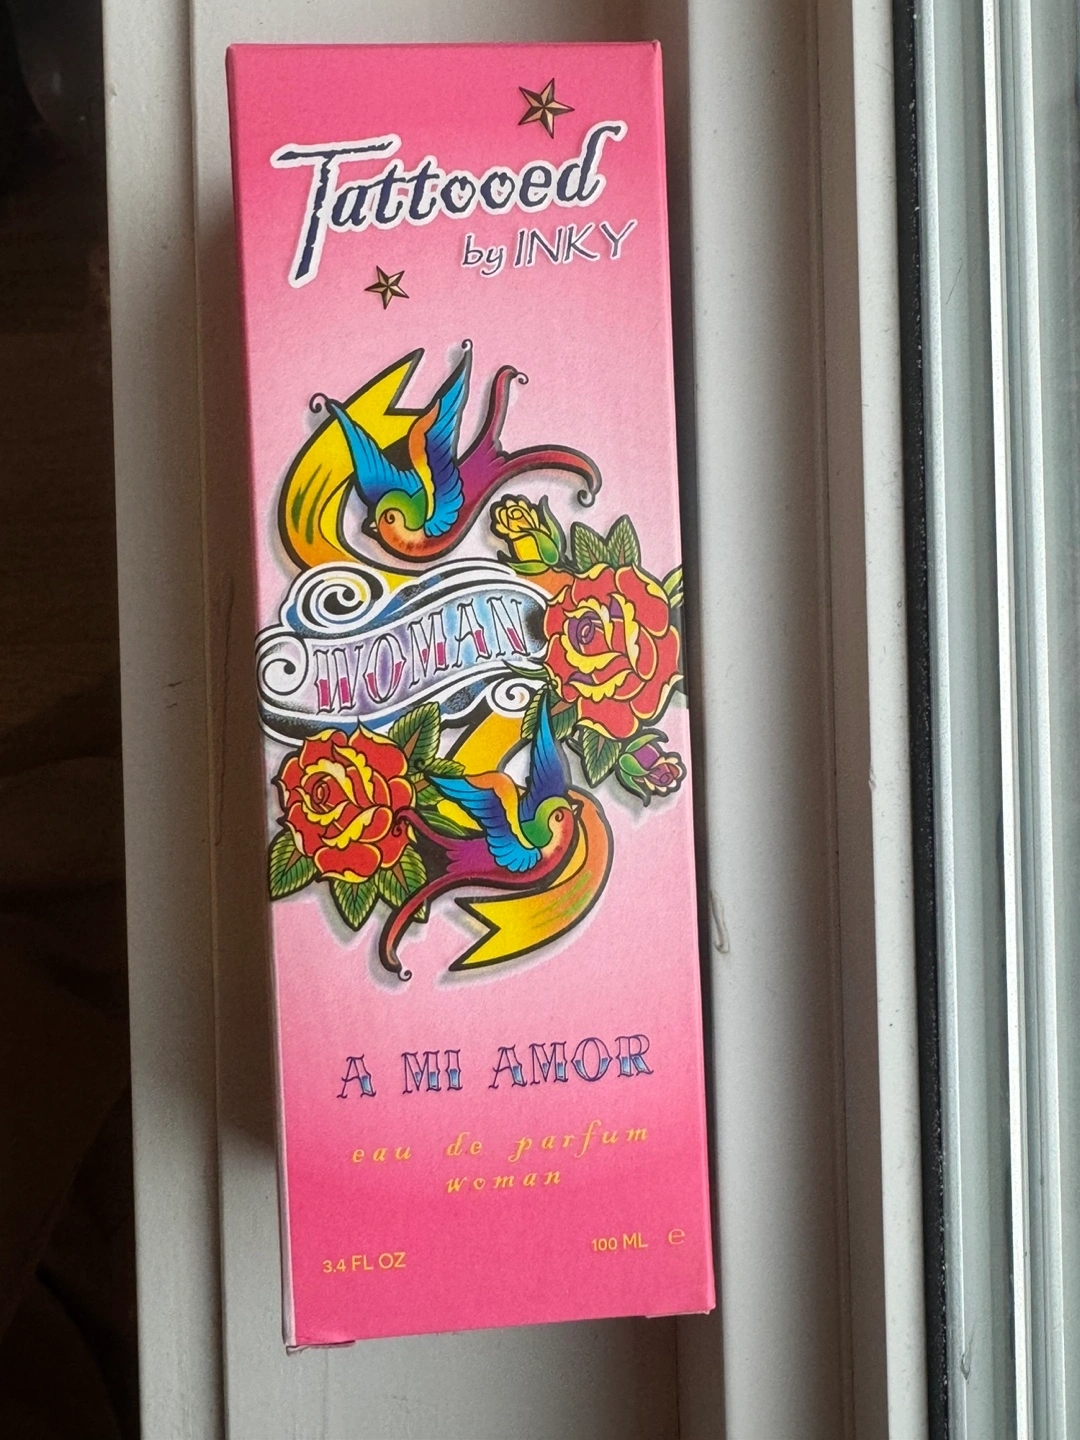 Tattooed
by INKY
WOMAN
A MI AMOR
eau de parfum
woman
3.4 FL OZ
100 ML ℮